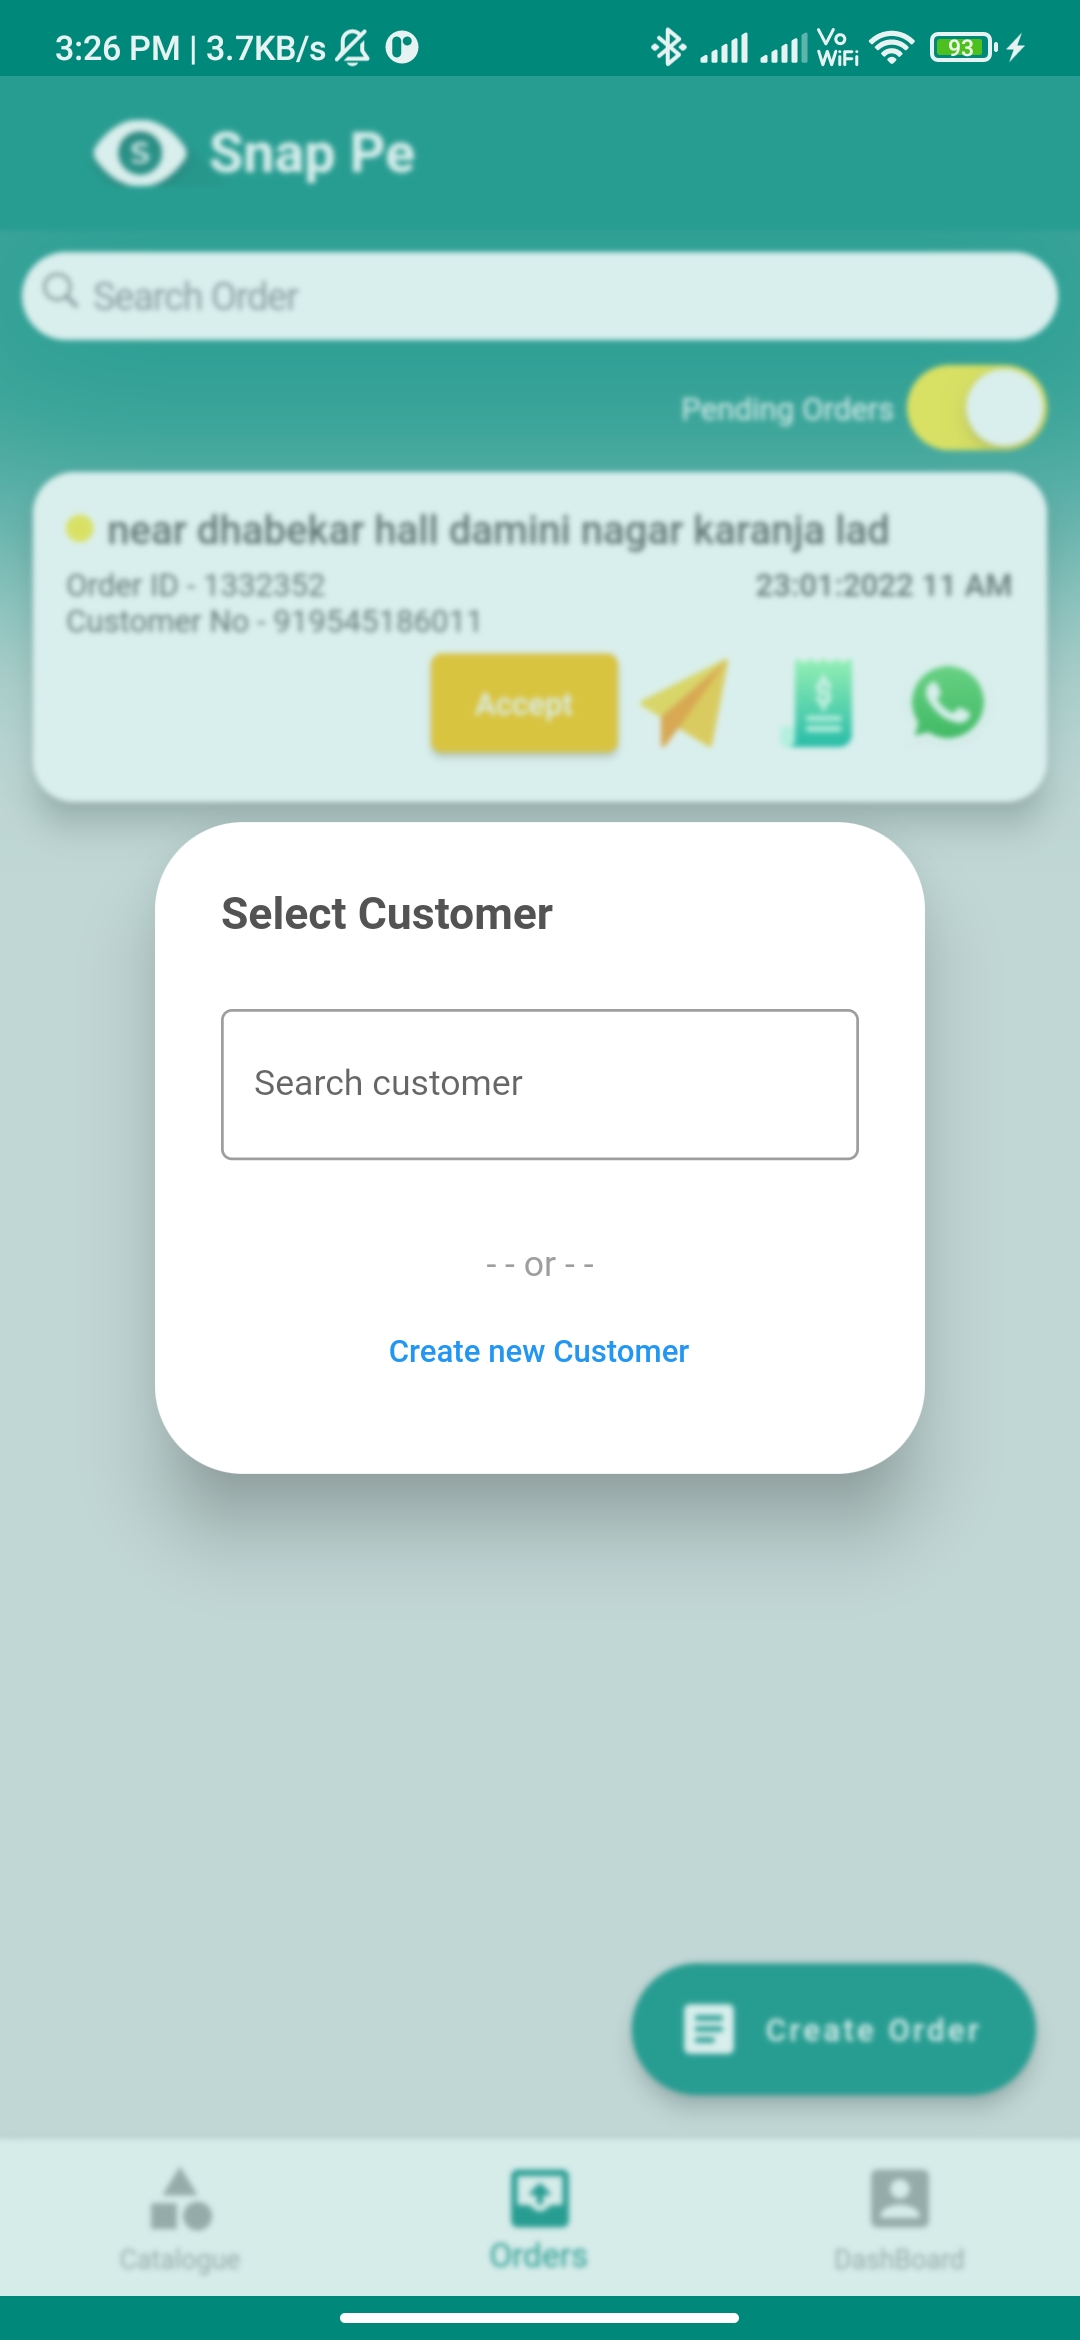 3:26 PM | 3.7KB/s
Vo
WiFi
93
S
Snap Pe
Search Order
Pending Orders
near dhabekar hall damini nagar karanja lad
Order ID - 1332352
23:01:2022 11 AM
Customer No - 919545186011
Accept
$
Select Customer
Search customer
- - or - -
Create new Customer
Create Order
Catalogue
Orders
DashBoard